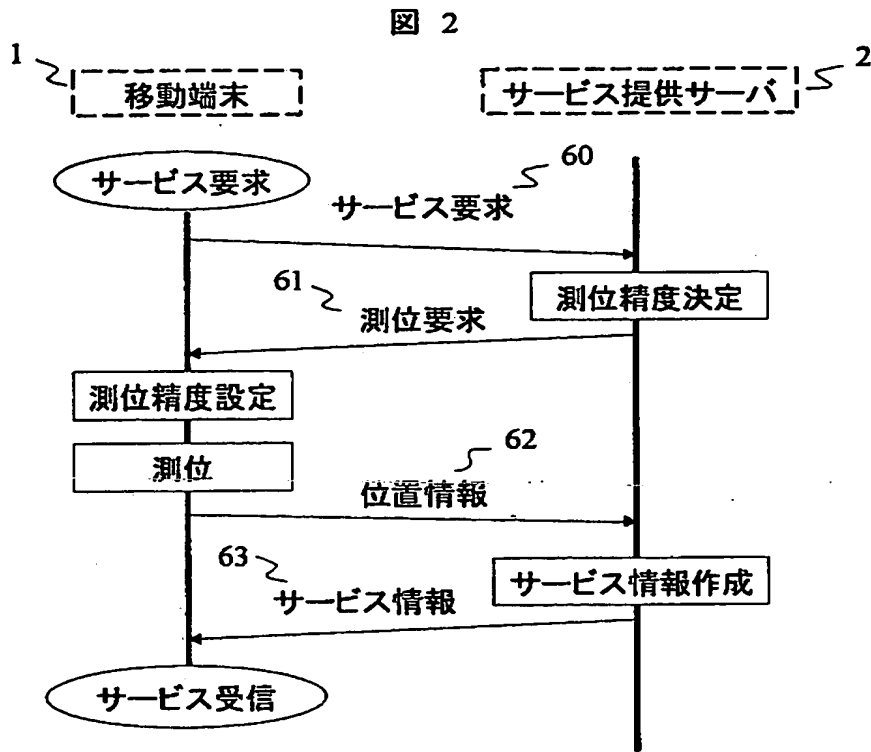 図 2
1
移動端末
サービス提供サーバ
2
サービス要求
60
サービス要求
測位精度決定
61
測位要求
測位精度設定
測位
62
位置情報
サービス情報作成
63
サービス情報
サービス受信